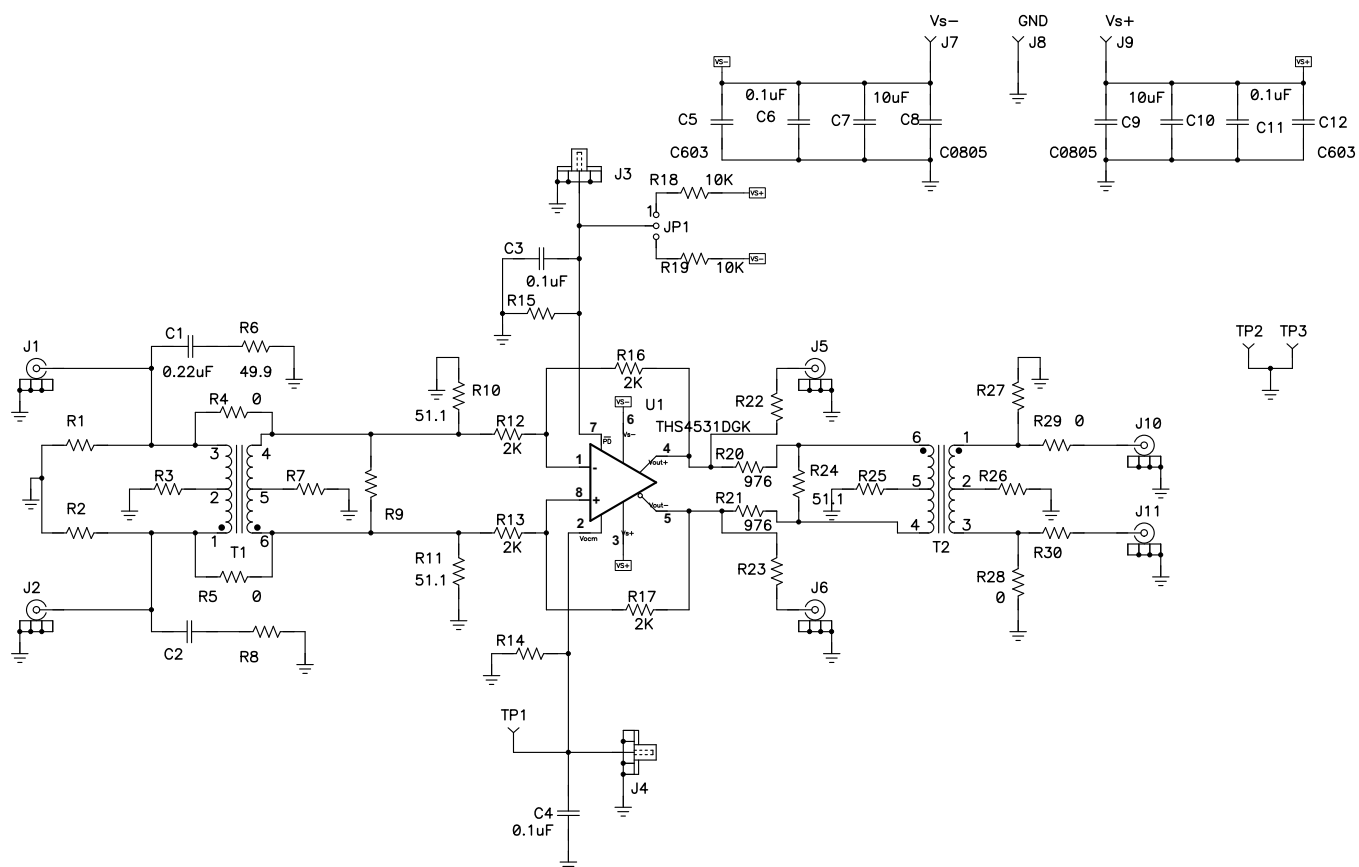 Vs- GND Vs+
J7 J8 J9
VS- VS+
0.1uF 10uF 10uF 0.1uF
C5 C6 C7 C8 C9 C10 C11 C12
C603 C0805 C0805 C603
J3
R18 10K VS+
1
JP1
R19 10K VS-
C3
0.1uF
R15
TP2 TP3
J1 C1 R6
0.22uF 49.9
R4 0
R10
51.1
R16
2K
VS-
U1
6
Vs-
THS4531DGK
J5
R22
R27
R29 0 J10
R1
3 4
R12
2K
7
PD
4
Vout+
R20
976
6 1
R3
2 5
R7
R9
1 -
8 +
R24
51.1
R25
5 2
R26
R2
1 6
T1
R13
2K
2
Vocm
3
Vs+
VS+
Vout-
5
R21
976
4 3
T2
R30
J11
R11
51.1
R5 0
R23
R28
0
J2
C2 R8
R17
2K
J6
R14
TP1
J4
C4
0.1uF